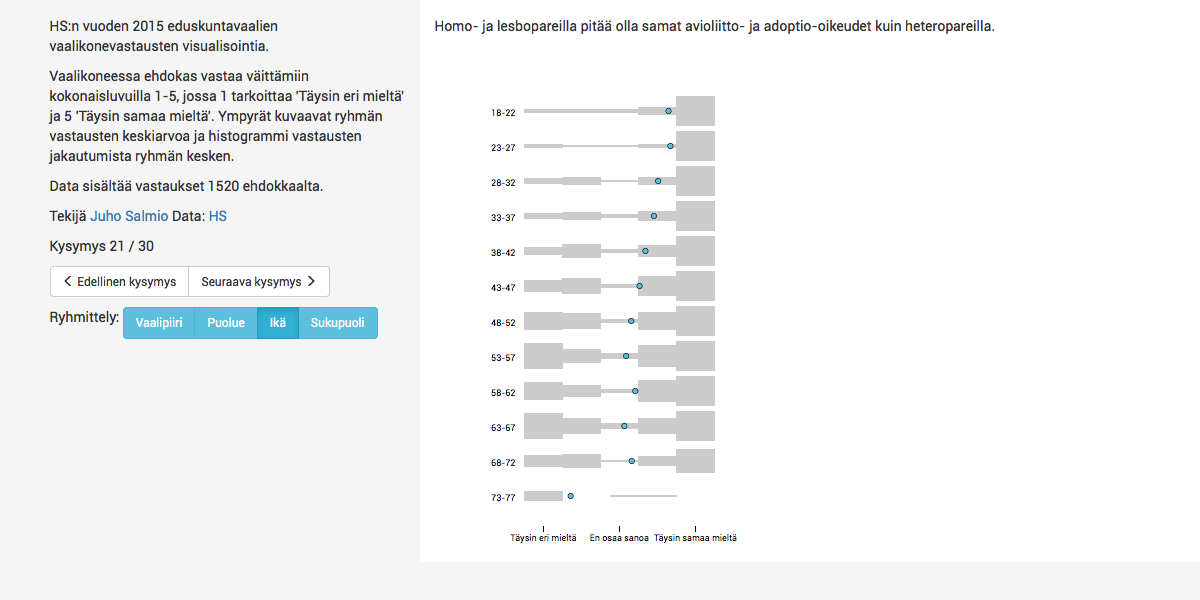 HS:n vuoden 2015 eduskuntavaalien
vaalikonevastausten visualisointia.
Vaalikoneessa ehdokas vastaa väittämiin
kokonaisluvuilla 1-5, jossa 1 tarkoittaa 'Täysin eri mieltä'
ja 5 'Täysin samaa mieltä'. Ympyrät kuvaavat ryhmän
vastausten keskiarvoa ja histogrammi vastausten
jakautumista ryhmän kesken.
Data sisältää vastaukset 1520 ehdokkaalta.
Tekijä Juho Salmio Data: HS
Kysymys 21 / 30
Edellinen kysymys Seuraava kysymys
Ryhmittely: Vaalipiiri Puolue Ikä Sukupuoli
Homo- ja lesbopareilla pitää olla samat avioliitto- ja adoptio-oikeudet kuin heteropareilla.
18-22
23-27
28-32
33-37
38-42
43-47
48-52
53-57
58-62
63-67
68-72
73-77
Täysin eri mieltä En osaa sanoa Täysin samaa mieltä